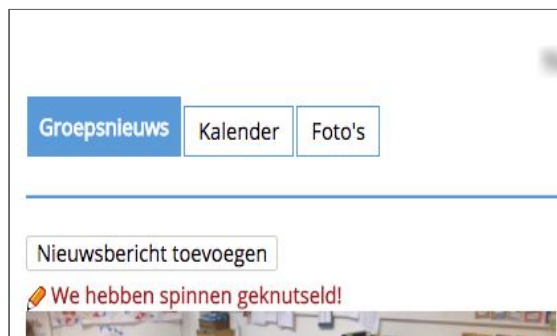 Groepsnieuws Kalender Foto's
Nieuwsbericht toevoegen
We hebben spinnen geknutseld!